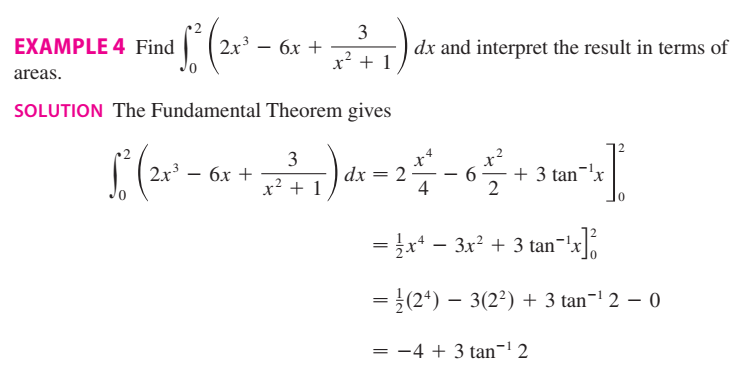 EXAMPLE 4 Find ∫₀² (2x³ − 6x + 3/(x² + 1)) dx and interpret the result in terms of
areas.
SOLUTION The Fundamental Theorem gives
∫₀² (2x³ − 6x + 3/(x² + 1)) dx = 2 x⁴/4 − 6 x²/2 + 3 tan⁻¹x]₀²
= ½x⁴ − 3x² + 3 tan⁻¹x]₀²
= ½(2⁴) − 3(2²) + 3 tan⁻¹ 2 − 0
= −4 + 3 tan⁻¹ 2